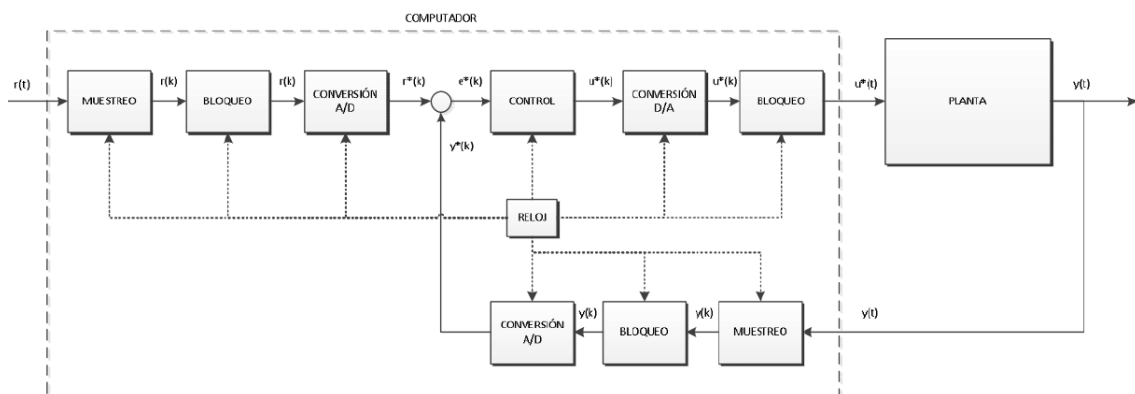 COMPUTADOR
r(t)
MUESTREO
r(k)
BLOQUEO
r(k)
CONVERSIÓN
A/D
r*(k)
e*(k)
CONTROL
u*(k)
CONVERSIÓN
D/A
u*(k)
BLOQUEO
u*(t)
PLANTA
y(t)
y*(k)
RELOJ
CONVERSIÓN
A/D
y(k)
BLOQUEO
y(k)
MUESTREO
y(t)